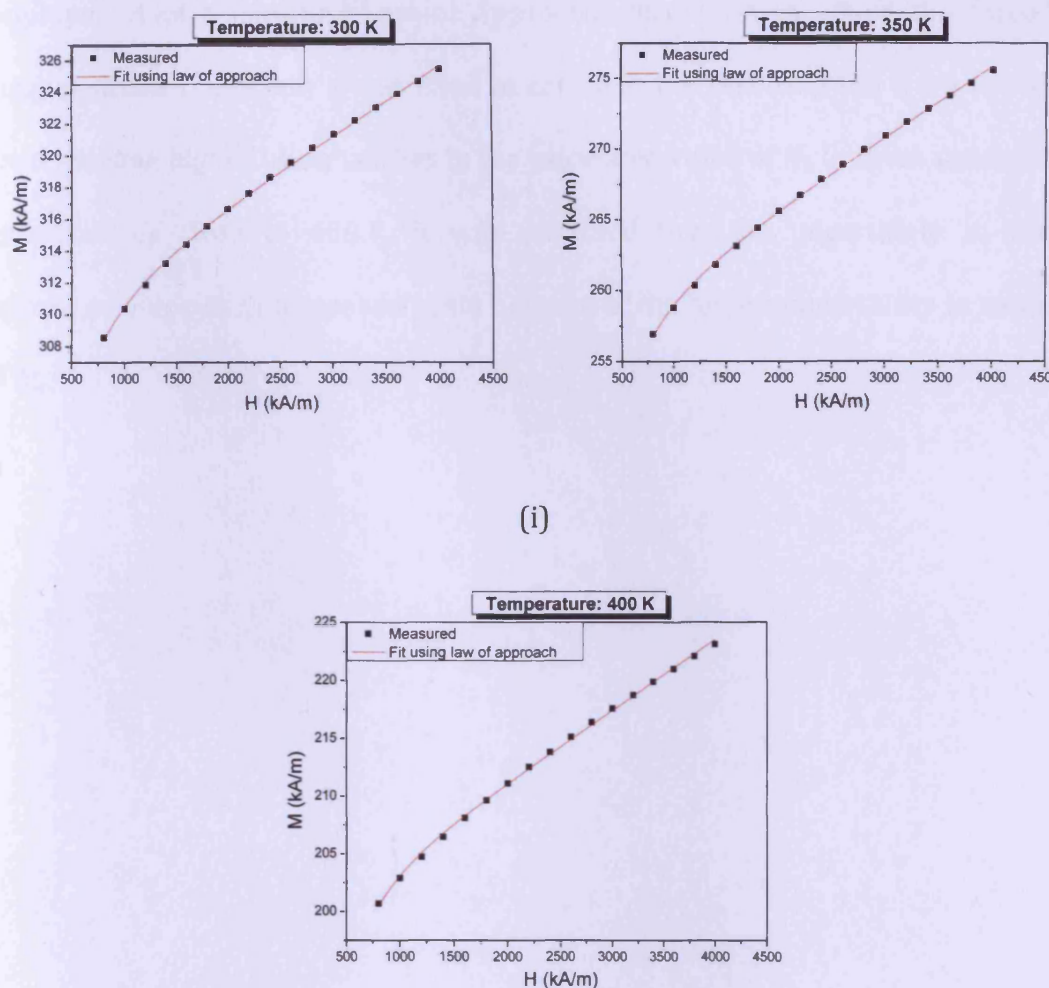 Temperature: 300 K
Measured
Fit using law of approach
326
324
322
320
318
316
314
312
310
308
M (kA/m)
500 1000 1500 2000 2500 3000 3500 4000 4500
H (kA/m)
Temperature: 350 K
Measured
Fit using law of approach
275
270
265
260
255
M (kA/m)
500 1000 1500 2000 2500 3000 3500 4000 450
H (kA/m)
(i)
Temperature: 400 K
Measured
Fit using law of approach
225
220
215
210
205
200
M (kA/m)
500 1000 1500 2000 2500 3000 3500 4000 4500
H (kA/m)